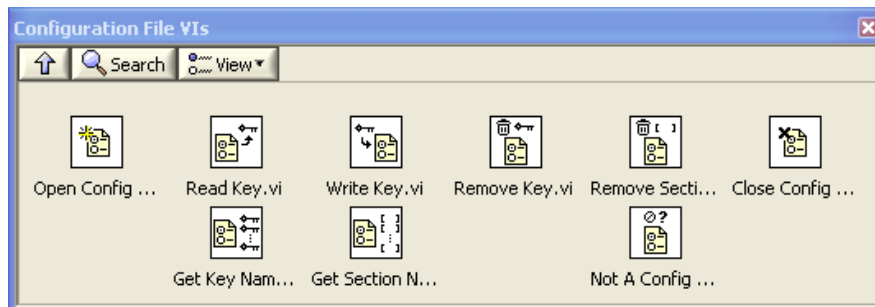 Configuration File VIs
Search View
Open Config ... Read Key.vi Write Key.vi Remove Key.vi Remove Secti... Close Config ...
Get Key Nam... Get Section N... Not A Config ...